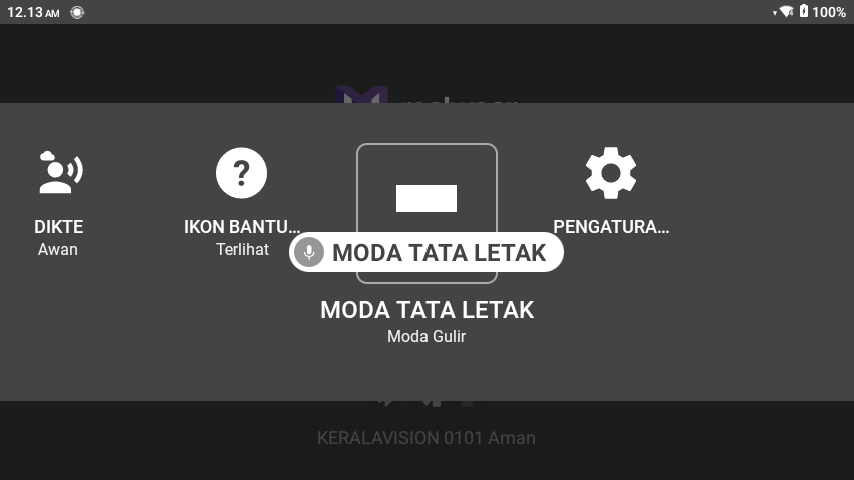 12.13 AM
100%
DIKTE
Awan
IKON BANTU...
Terlihat
MODA TATA LETAK
MODA TATA LETAK
Moda Gulir
PENGATURA...
KERALAVISION 0101 Aman